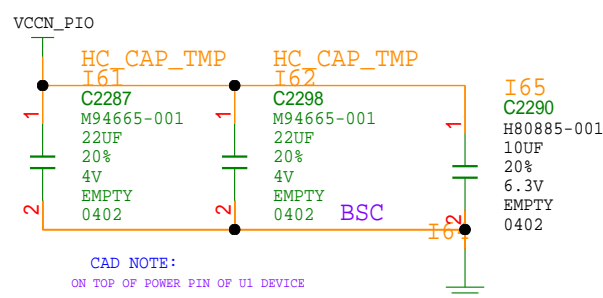 VCCN_PIO
HC_CAP_TMP
I61
C2287
M94665-001
22UF
20%
4V
EMPTY
0402
1
2
HC_CAP_TMP
I62
C2298
M94665-001
22UF
20%
4V
EMPTY
0402
1
2
BSC
I65
C2290
H80885-001
10UF
20%
6.3V
EMPTY
0402
1
2
CAD NOTE:
ON TOP OF POWER PIN OF U1 DEVICE